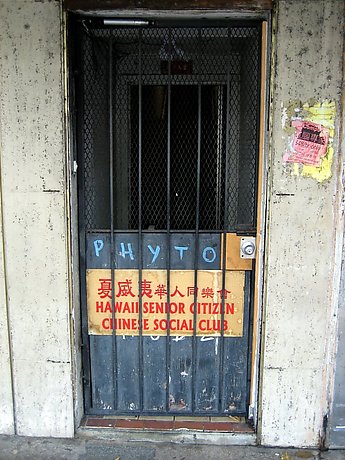 PHYTO
夏威夷華人同樂會
HAWAII SENIOR CITIZEN
CHINESE SOCIAL CLUB